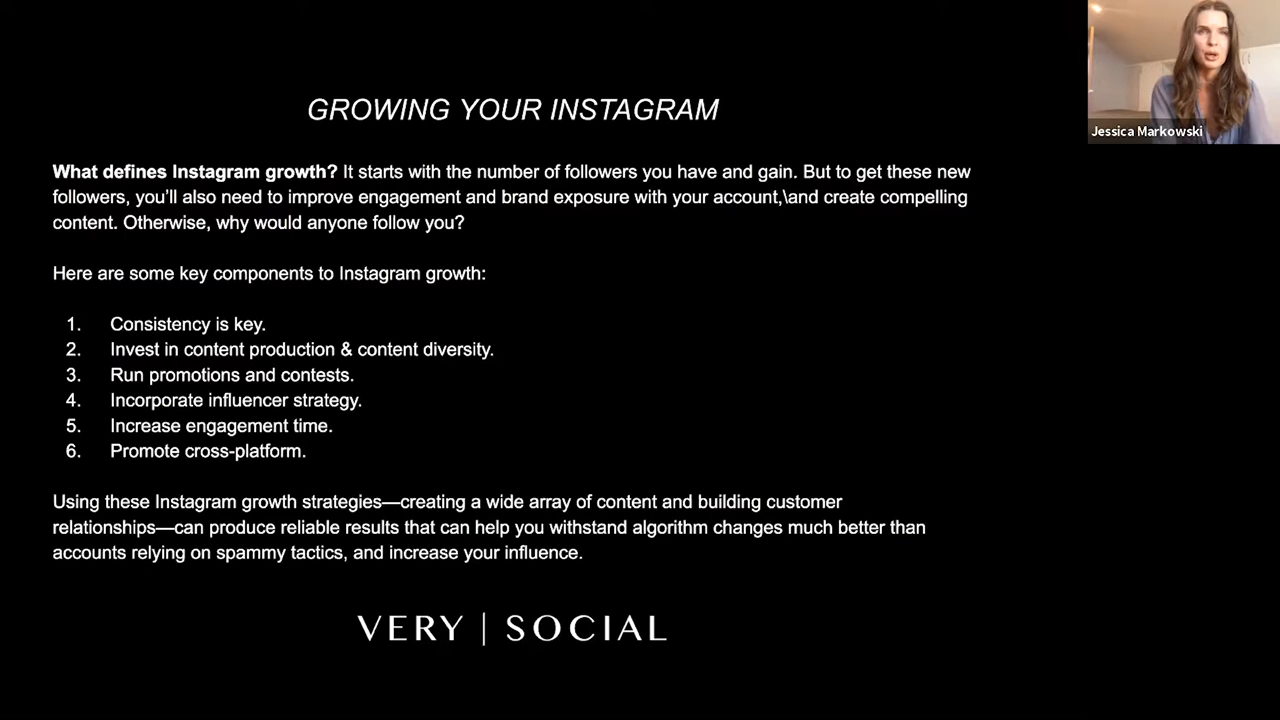 GROWING YOUR INSTAGRAM
Jessica Markowski
What defines Instagram growth? It starts with the number of followers you have and gain. But to get these new
followers, you'll also need to improve engagement and brand exposure with your account,\and create compelling
content. Otherwise, why would anyone follow you?
Here are some key components to Instagram growth:
1. Consistency is key.
2. Invest in content production & content diversity.
3. Run promotions and contests.
4. Incorporate influencer strategy.
5. Increase engagement time.
6. Promote cross-platform.
Using these Instagram growth strategies—creating a wide array of content and building customer
relationships—can produce reliable results that can help you withstand algorithm changes much better than
accounts relying on spammy tactics, and increase your influence.
VERY | SOCIAL